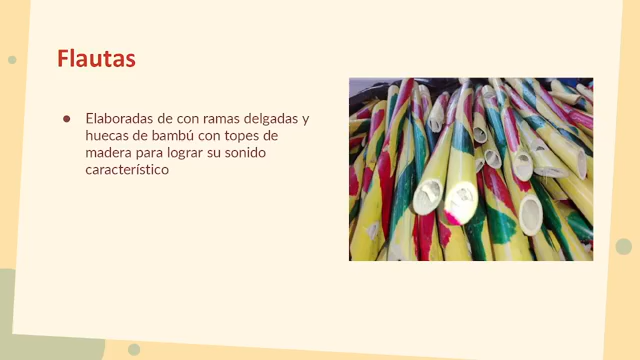 Flautas
● Elaboradas de con ramas delgadas y
huecas de bambú con topes de
madera para lograr su sonido
característico